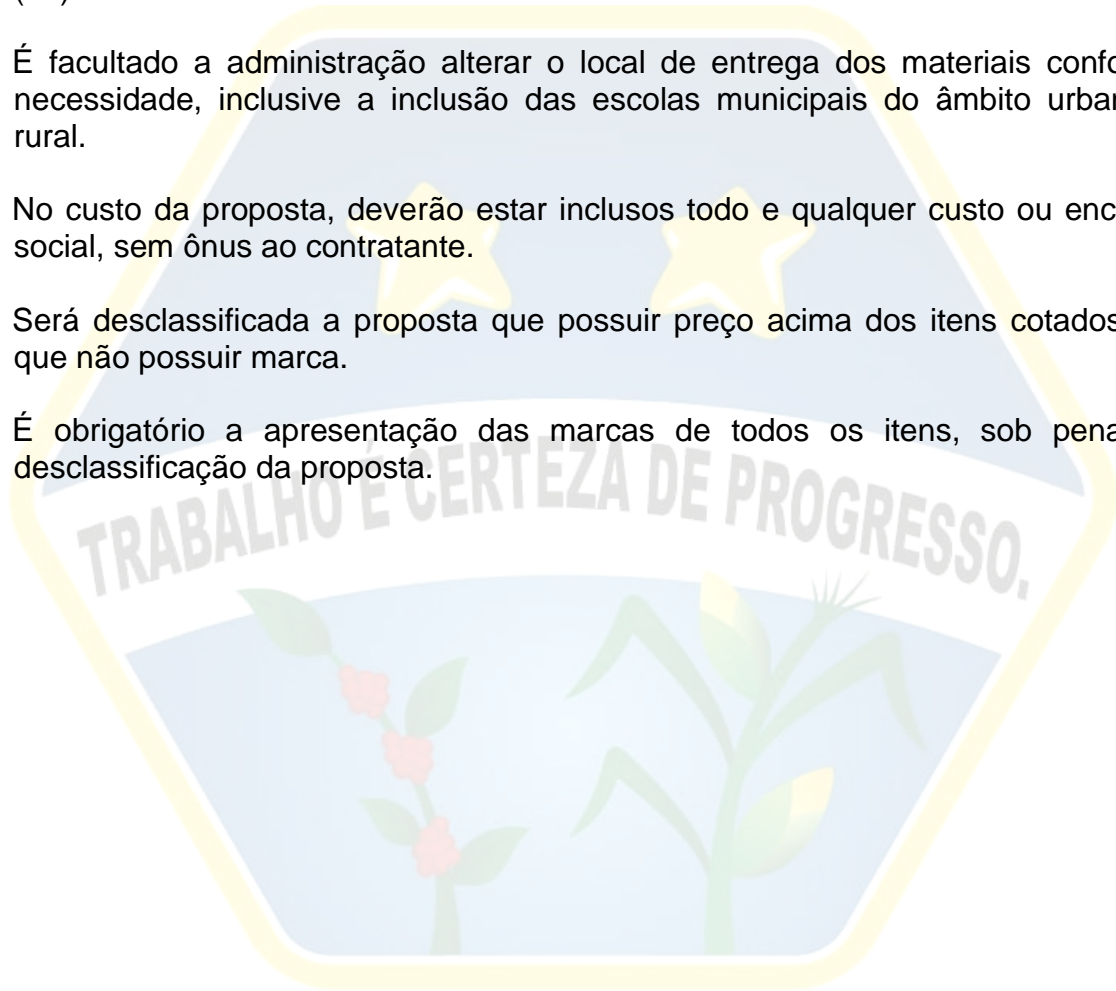 É facultado a administração alterar o local de entrega dos materiais
necessidade, inclusive a inclusão das escolas municipais do âmbito
rural.
No custo da proposta, deverão estar inclusos todo e qualquer custo ou
social, sem ônus ao contratante.
Será desclassificada a proposta que possuir preço acima dos itens cotados
que não possuir marca.
É obrigatório a apresentação das marcas de todos os itens, sob pena
desclassificação da proposta.
TRABALHO É CERTEZA DE PROGRESSO.